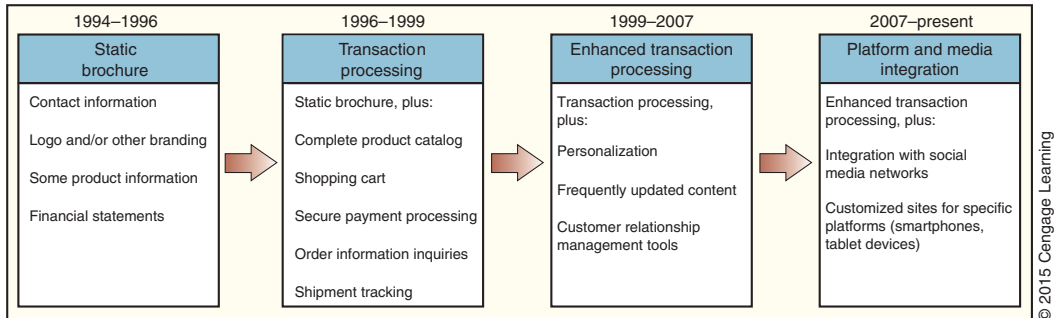 1994–1996
Static
brochure
Contact information
Logo and/or other branding
Some product information
Financial statements
1996–1999
Transaction
processing
Static brochure, plus:
Complete product catalog
Shopping cart
Secure payment processing
Order information inquiries
Shipment tracking
1999–2007
Enhanced transaction
processing
Transaction processing,
plus:
Personalization
Frequently updated content
Customer relationship
management tools
2007–present
Platform and media
integration
Enhanced transaction
processing, plus:
Integration with social
media networks
Customized sites for specific
platforms (smartphones,
tablet devices)
© 2015 Cengage Learning